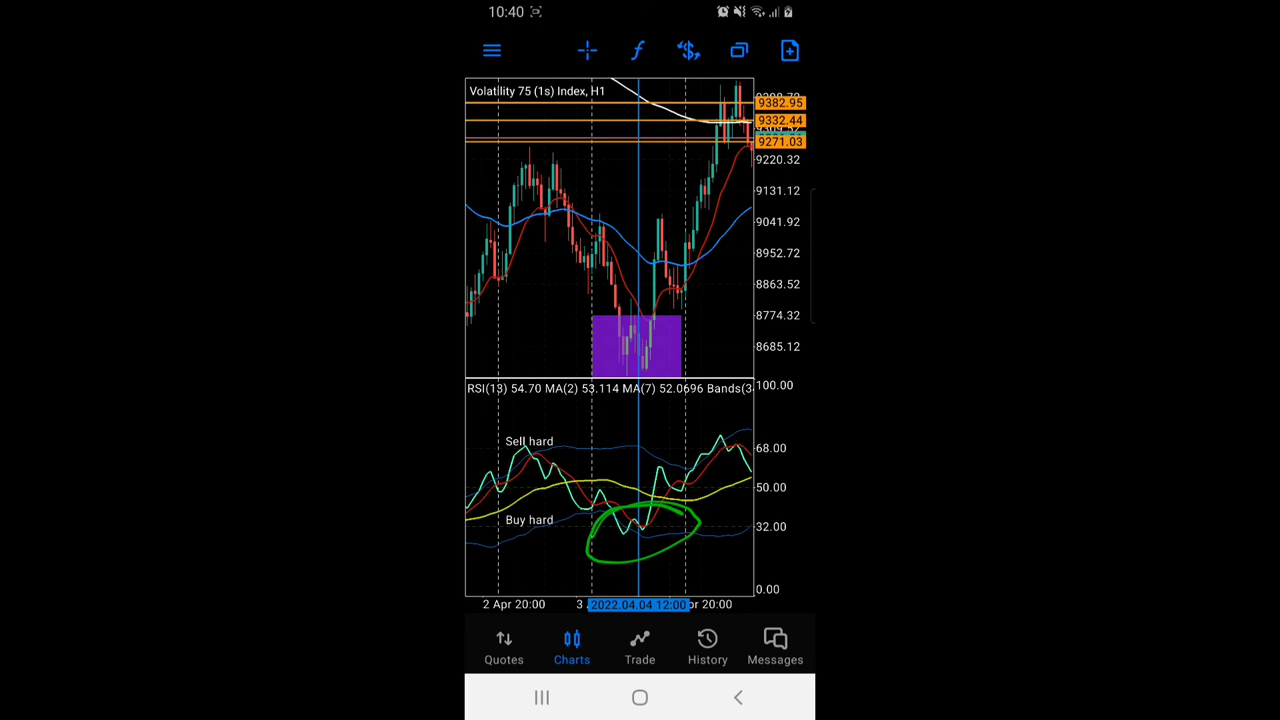 10:40
Volatility 75 (1s) Index, H1
9382.95
9332.44
9271.03
9220.32
9131.12
9041.92
8952.72
8863.52
8774.32
8685.12
RSI(13) 54.70 MA(2) 53.114 MA(7) 52.0696 Bands(3
100.00
Sell hard
68.00
50.00
Buy hard
32.00
0.00
2 Apr 20:00 3 2022.04.04 12:00 pr 20:00
Quotes Charts Trade History Messages